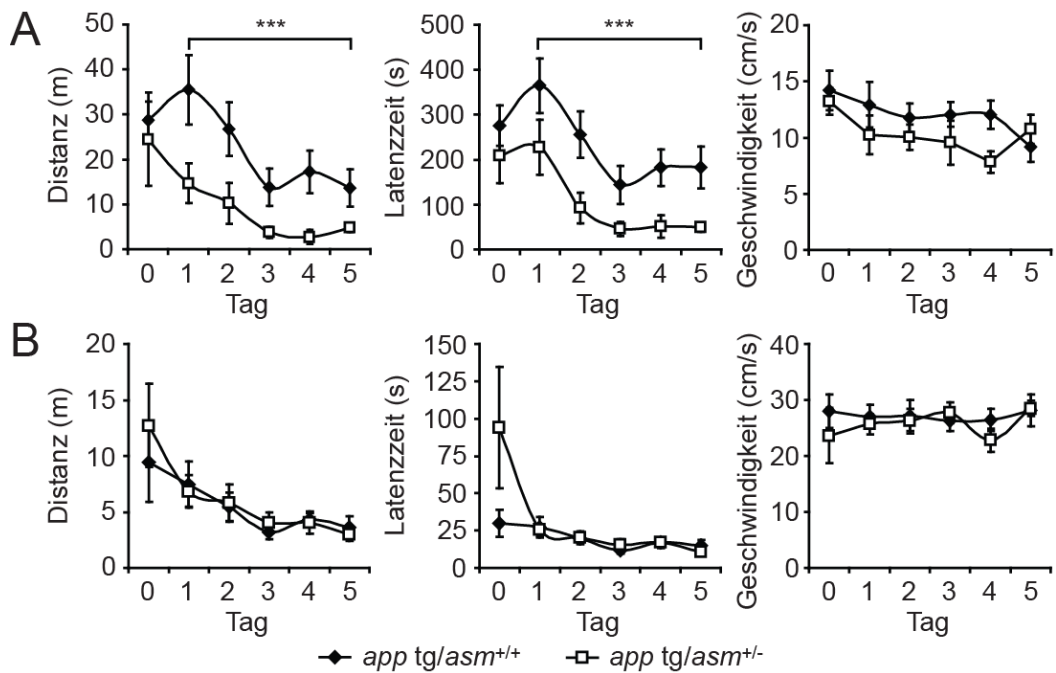 A
***
Distanz (m)
50
40
30
20
10
0
0 1 2 3 4 5
Tag
***
Latenzzeit (s)
500
400
300
200
100
0
0 1 2 3 4 5
Tag
Geschwindigkeit (cm/s)
20
15
10
5
0
0 1 2 3 4 5
Tag
B
Distanz (m)
20
15
10
5
0
0 1 2 3 4 5
Tag
Latenzzeit (s)
150
125
100
75
50
25
0
0 1 2 3 4 5
Tag
Geschwindigkeit (cm/s)
40
30
20
10
0
0 1 2 3 4 5
Tag
app tg/asm+/+ app tg/asm+/-